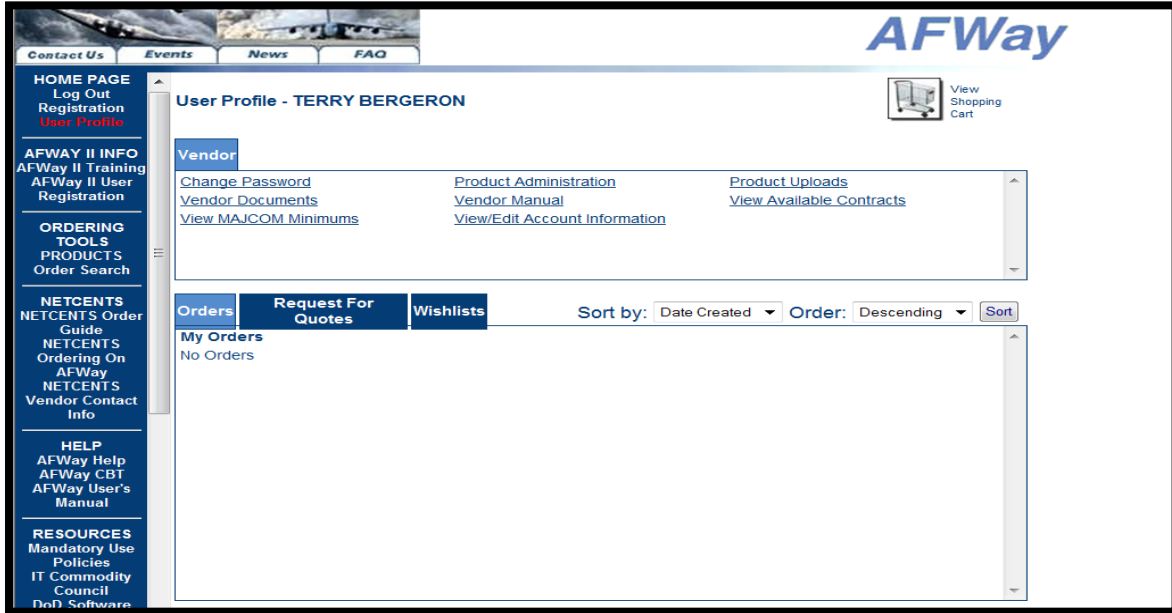 AFWay
Contact Us Events News FAQ
HOME PAGE
Log Out
Registration
User Profile
AFWAY II INFO
AFWay II Training
AFWay II User
Registration
ORDERING
TOOLS
PRODUCTS
Order Search
NETCENTS
NETCENTS Order
Guide
NETCENTS
Ordering On
AFWay
NETCENTS
Vendor Contact
Info
HELP
AFWay Help
AFWay CBT
AFWay User's
Manual
RESOURCES
Mandatory Use
Policies
IT Commodity
Council
DoD Software
User Profile - TERRY BERGERON
View
Shopping
Cart
Vendor
Change Password Product Administration Product Uploads
Vendor Documents Vendor Manual View Available Contracts
View MAJCOM Minimums View/Edit Account Information
Orders Request For Quotes Wishlists Sort by: Date Created Order: Descending Sort
My Orders
No Orders